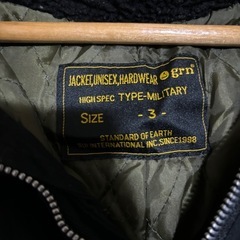 JACKET,UNISEX,HARDWEAR grn
HIGH SPEC TYPE-MILITARY
SIZE - 3 -
STANDARD OF EARTH
INTERNATIONAL INC.SINCE1998